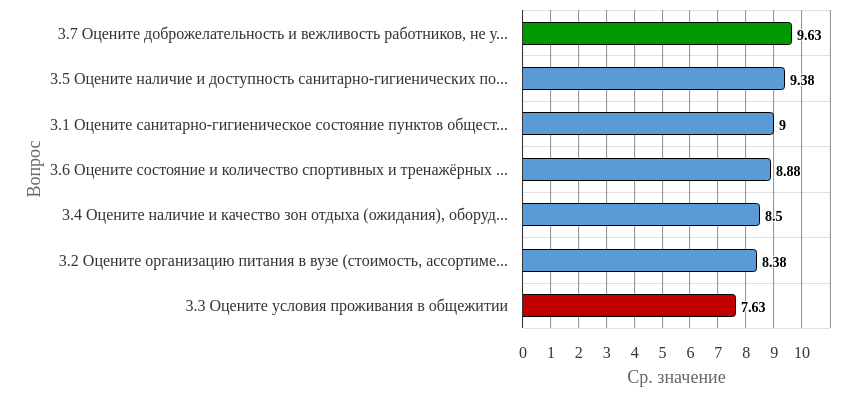 3.7 Оцените доброжелательность и вежливость работников, не у...
9.63
3.5 Оцените наличие и доступность санитарно-гигиенических по...
9.38
3.1 Оцените санитарно-гигиеническое состояние пунктов общест...
9
3.6 Оцените состояние и количество спортивных и тренажёрных ...
8.88
3.4 Оцените наличие и качество зон отдыха (ожидания), оборуд...
8.5
3.2 Оцените организацию питания в вузе (стоимость, ассортиме...
8.38
3.3 Оцените условия проживания в общежитии
7.63
Вопрос
0 1 2 3 4 5 6 7 8 9 10
Ср. значение